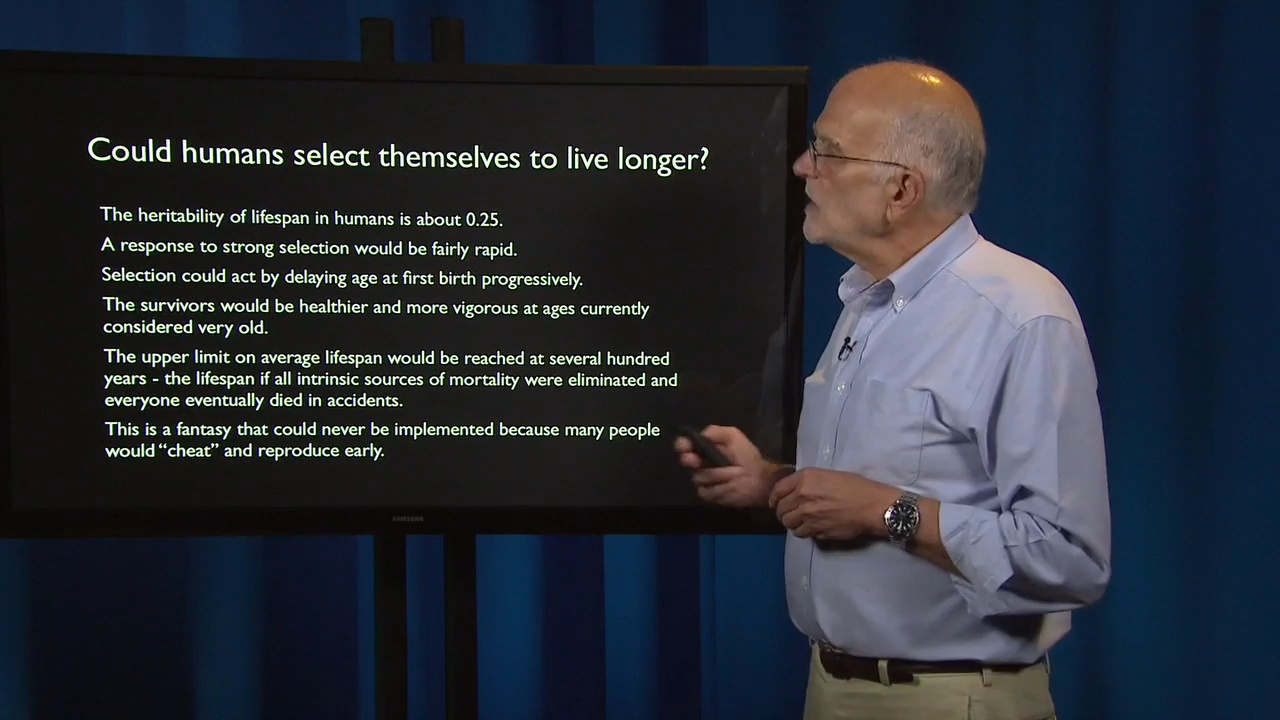 Could humans select themselves to live longer?
The heritability of lifespan in humans is about 0.25.
A response to strong selection would be fairly rapid.
Selection could act by delaying age at first birth progressively.
The survivors would be healthier and more vigorous at ages currently
considered very old.
The upper limit on average lifespan would be reached at several hundred
years - the lifespan if all intrinsic sources of mortality were eliminated and
everyone eventually died in accidents.
This is a fantasy that could never be implemented because many people
would “cheat” and reproduce early.
SAMSUNG